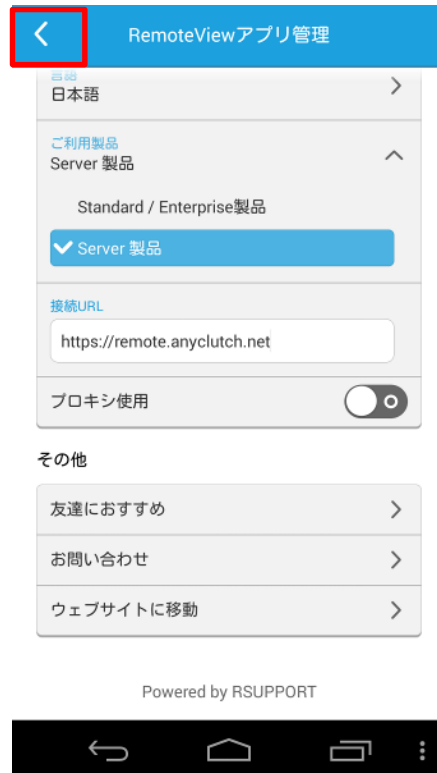 RemoteViewアプリ管理
言語
日本語
ご利用製品
Server 製品
Standard / Enterprise製品
Server 製品
接続URL
https://remote.anyclutch.net
プロキシ使用
その他
友達におすすめ
お問い合わせ
ウェブサイトに移動
Powered by RSUPPORT